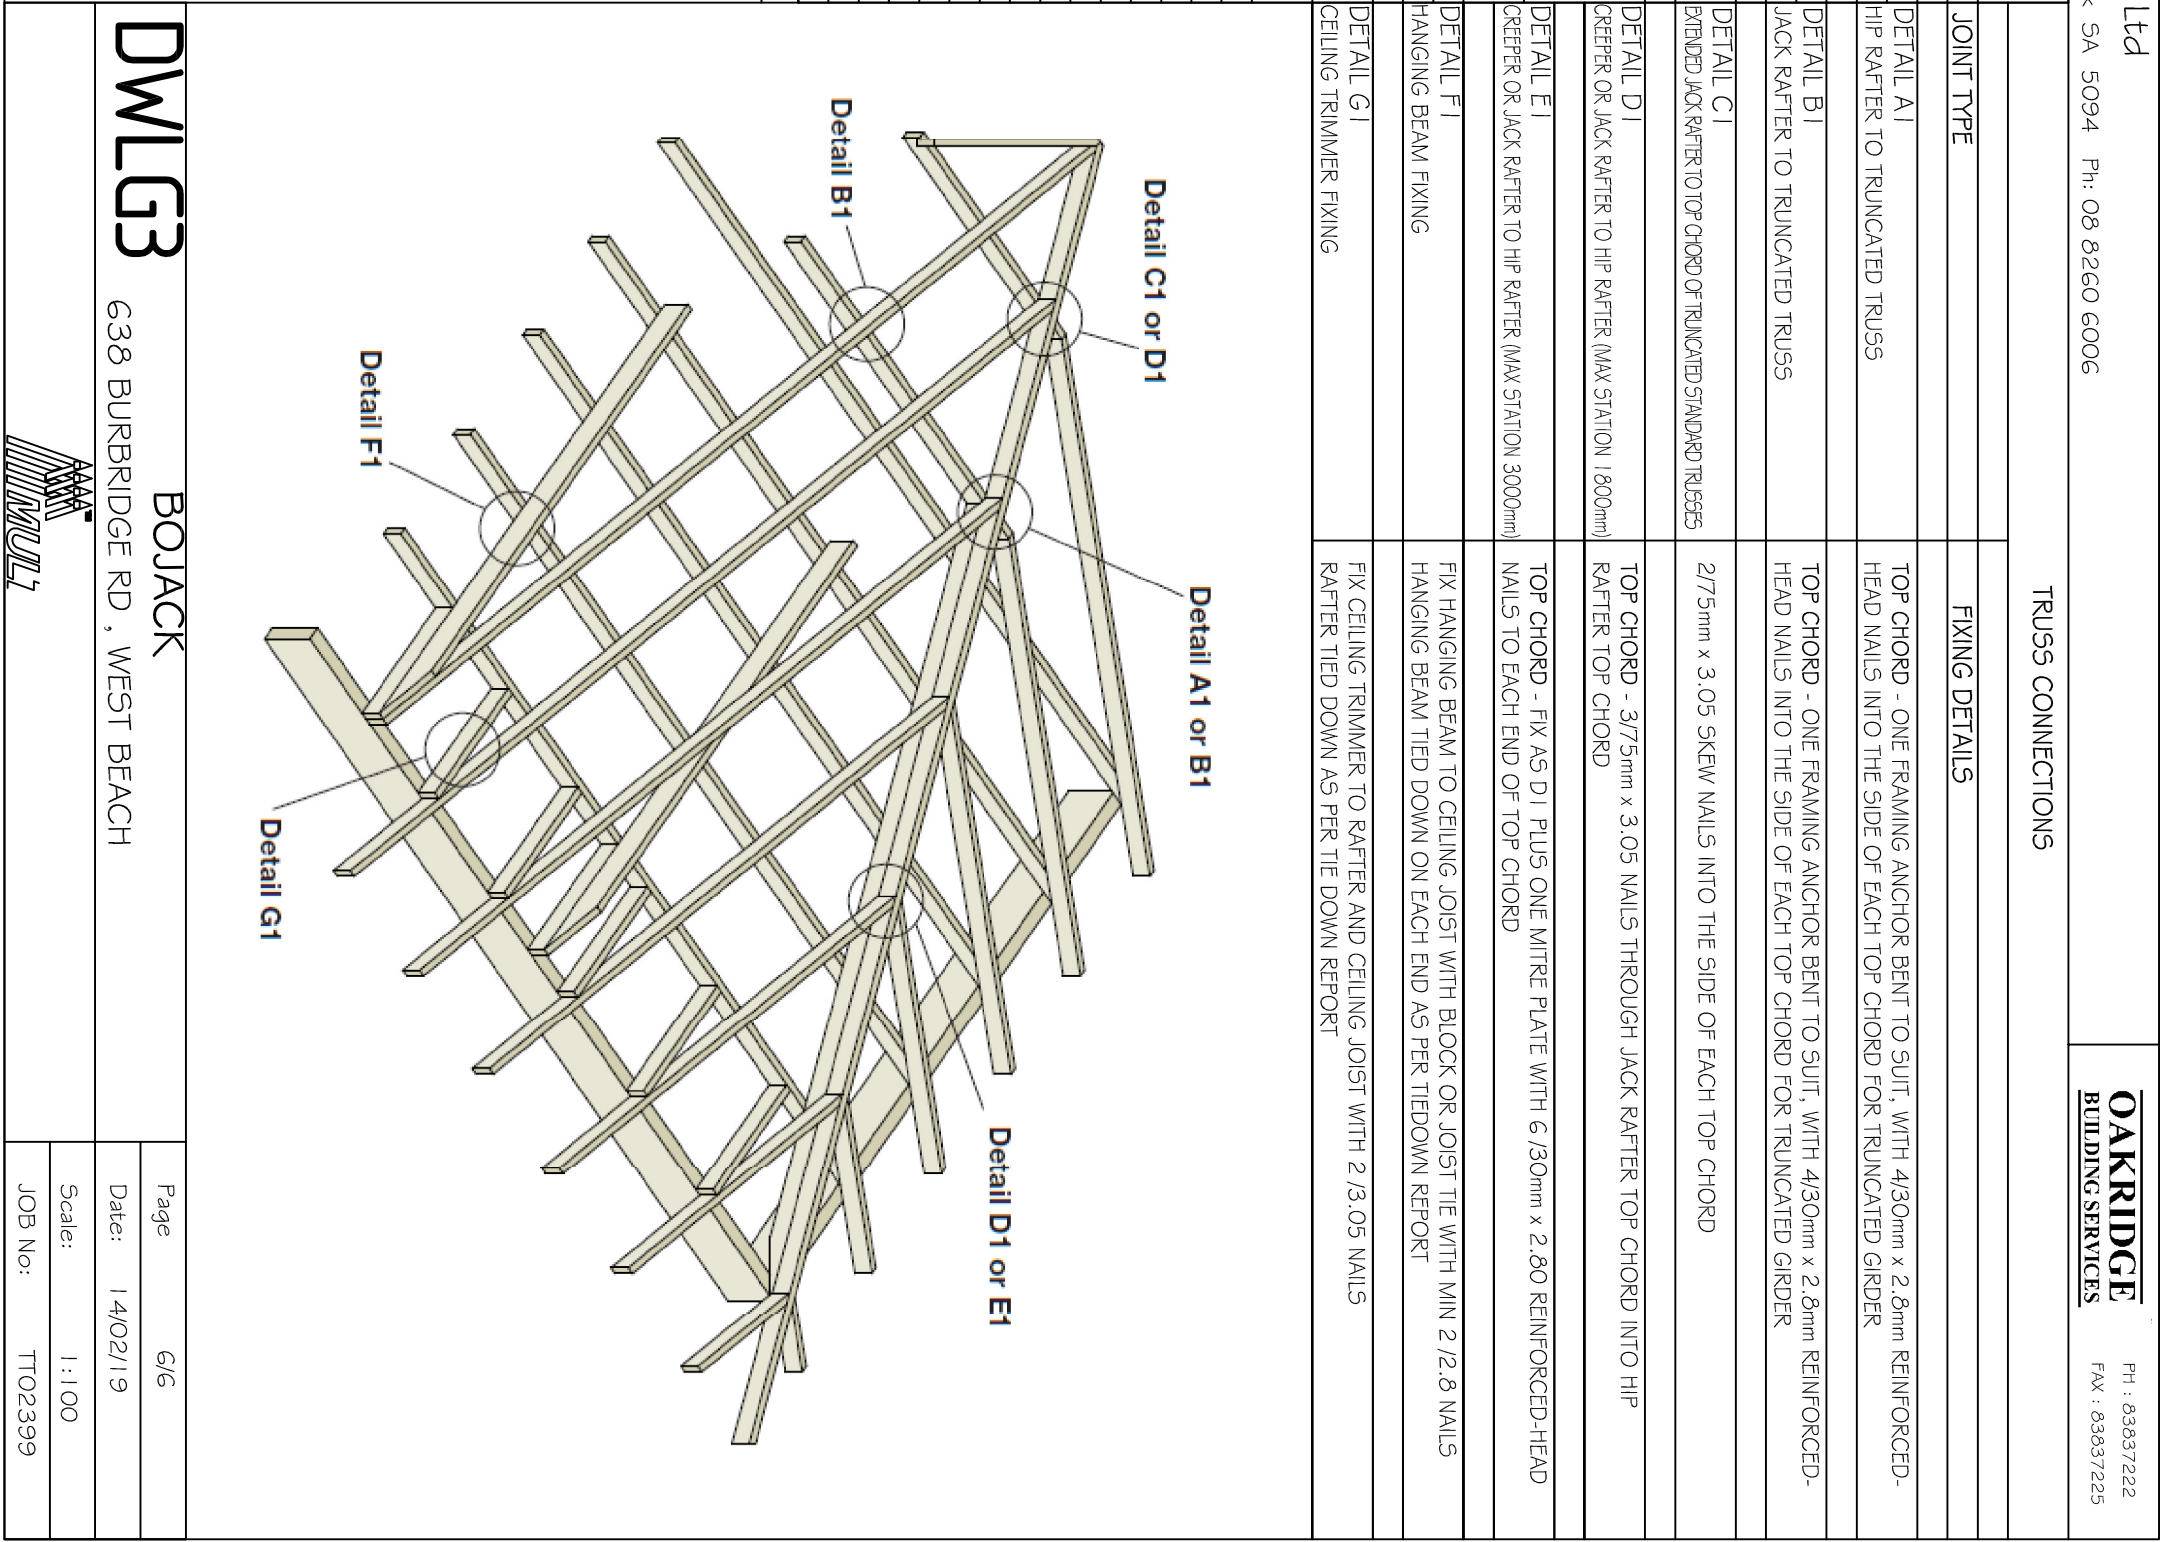 Ltd
SA 5094 Ph: 08 8260 6006
OAKRIDGE
BUILDING SERVICES
PH : 83837222
FAX : 83837225
TRUSS CONNECTIONS
JOINT TYPE
FIXING DETAILS
DETAIL A1
HIP RAFTER TO TRUNCATED TRUSS
TOP CHORD - ONE FRAMING ANCHOR BENT TO SUIT, WITH 4/30mm x 2.8mm REINFORCED-
HEAD NAILS INTO THE SIDE OF EACH TOP CHORD FOR TRUNCATED GIRDER
DETAIL B1
JACK RAFTER TO TRUNCATED TRUSS
TOP CHORD - ONE FRAMING ANCHOR BENT TO SUIT, WITH 4/30mm x 2.8mm REINFORCED-
HEAD NAILS INTO THE SIDE OF EACH TOP CHORD FOR TRUNCATED GIRDER
DETAIL C1
EXTENDED JACK RAFTER TO TOP CHORD OF TRUNCATED STANDARD TRUSSES
2/75mm x 3.05 SKEW NAILS INTO THE SIDE OF EACH TOP CHORD
DETAIL D1
CREEPER OR JACK RAFTER TO HIP RAFTER (MAX STATION 1800mm)
TOP CHORD - 3/75mm x 3.05 NAILS THROUGH JACK RAFTER TOP CHORD INTO HIP
RAFTER TOP CHORD
DETAIL E1
CREEPER OR JACK RAFTER TO HIP RAFTER (MAX STATION 3000mm)
TOP CHORD - FIX AS D1 PLUS ONE MITRE PLATE WITH 6 /30mm x 2.80 REINFORCED-HEAD
NAILS TO EACH END OF TOP CHORD
DETAIL F1
HANGING BEAM FIXING
FIX HANGING BEAM TO CEILING JOIST WITH BLOCK OR JOIST TIE WITH MIN 2 /2.8 NAILS
HANGING BEAM TIED DOWN ON EACH END AS PER TIEDOWN REPORT
DETAIL G1
CEILING TRIMMER FIXING
FIX CEILING TRIMMER TO RAFTER AND CEILING JOIST WITH 2 /3.05 NAILS
RAFTER TIED DOWN AS PER TIE DOWN REPORT
Detail A1 or B1
Detail C1 or D1
Detail D1 or E1
Detail B1
Detail F1
Detail G1
DWLG3
BOJACK
638 BURBRIDGE RD , WEST BEACH
Page 6/6
Date: 14/02/19
Scale: 1:100
JOB No: TT02399